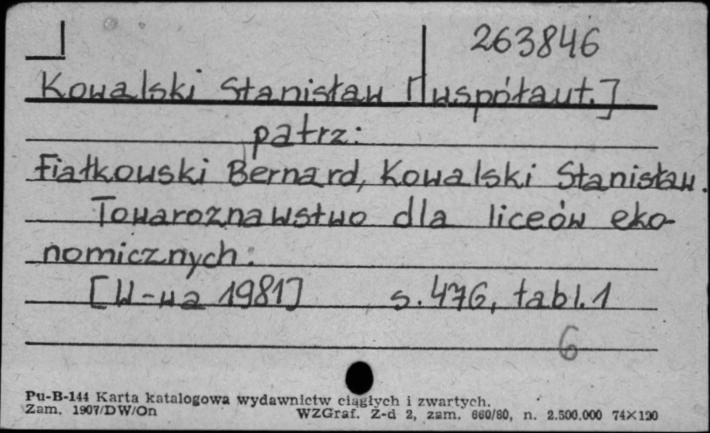 263846
Kowalski Stanisław [współaut.]
patrz:
Fiałkowski Bernard, Kowalski Stanisław.
Towaroznawstwo dla liceów eko-
nomicznych:
[W-wa 1981] s. 476, tabl. 1
6
Pu-B-144 Karta katalogowa wydawnictw ciągłych i zwartych.
Zam. 1907/DW/On WZGraf. Z-d 2, zam. 660/80, n. 2.500.000 74×120